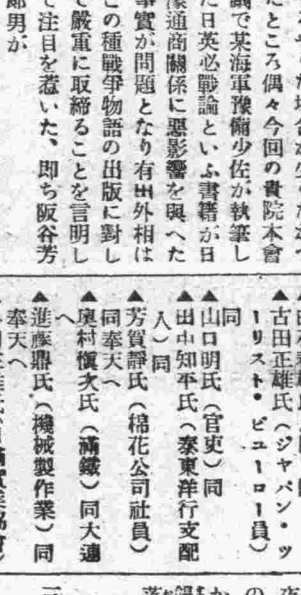 たところ偶々今回の貴院本會
議で某海軍豫備少佐が執筆し
た日英必戰論といふ書籍が日
濠通商關係に惡影響を與へた
事實が問題となり有田外相は
この種戰爭物語の出版に對し
て嚴重に取締ることを言明し
て注目を惹いた、即ち阪谷芳
郎男が
▲古田正雄氏(ジャパン・ツ
ーリスト・ビューロー員)
同
▲山口明氏(官吏)同
▲田中知平氏(泰東洋行支配
人)同
▲芳賀靜氏(棉花公司社員)
同奉天へ
▲奥村愼次氏(滿鐵)同大連
へ
▲進藤鼎氏(機械製作業)同
奉天へ